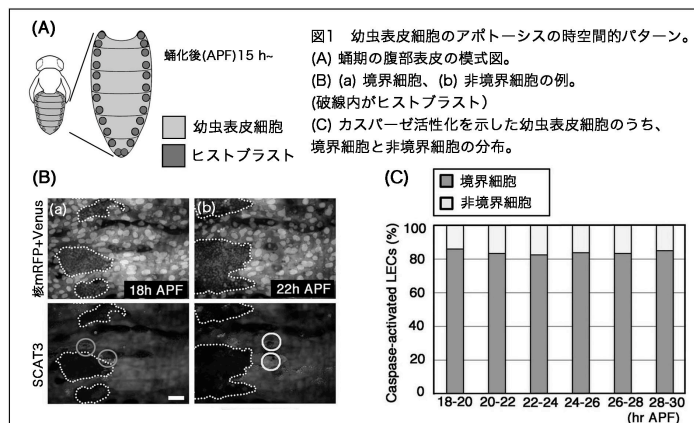 (A)
蛹化後(APF)15 h~
幼虫表皮細胞
ヒストブラスト
図1　幼虫表皮細胞のアポトーシスの時空間的パターン。
(A) 蛹期の腹部表皮の模式図。
(B) (a) 境界細胞、(b) 非境界細胞の例。
(破線内がヒストブラスト）
(C) カスパーゼ活性化を示した幼虫表皮細胞のうち、
境界細胞と非境界細胞の分布。
(B)
(a)
(b)
核mRFP+Venus
18h APF
22h APF
SCAT3
(C)
境界細胞
非境界細胞
Caspase-activated LECs (%)
100
80
60
40
20
0
18-20 20-22 22-24 24-26 26-28 28-30
(hr APF)